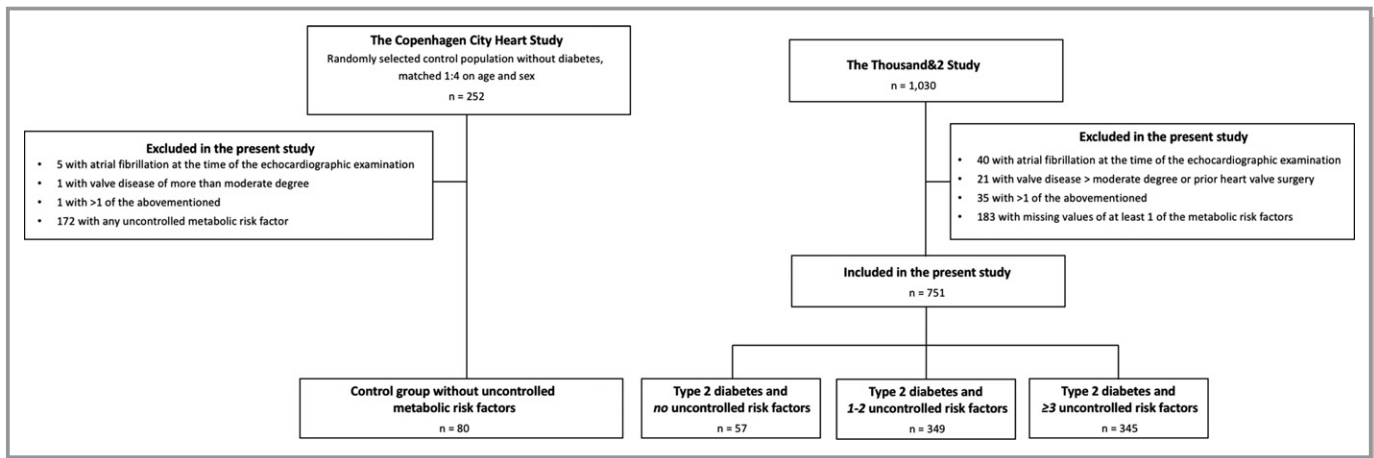 The Copenhagen City Heart Study
Randomly selected control population without diabetes,
matched 1:4 on age and sex
n = 252
The Thousand&2 Study
n = 1,030
Excluded in the present study
• 5 with atrial fibrillation at the time of the echocardiographic examination
• 1 with valve disease of more than moderate degree
• 1 with >1 of the abovementioned
• 172 with any uncontrolled metabolic risk factor
Excluded in the present study
• 40 with atrial fibrillation at the time of the echocardiographic examination
• 21 with valve disease > moderate degree or prior heart valve surgery
• 35 with >1 of the abovementioned
• 183 with missing values of at least 1 of the metabolic risk factors
Included in the present study
n = 751
Control group without uncontrolled
metabolic risk factors
n = 80
Type 2 diabetes and
no uncontrolled risk factors
n = 57
Type 2 diabetes and
1-2 uncontrolled risk factors
n = 349
Type 2 diabetes and
≥3 uncontrolled risk factors
n = 345